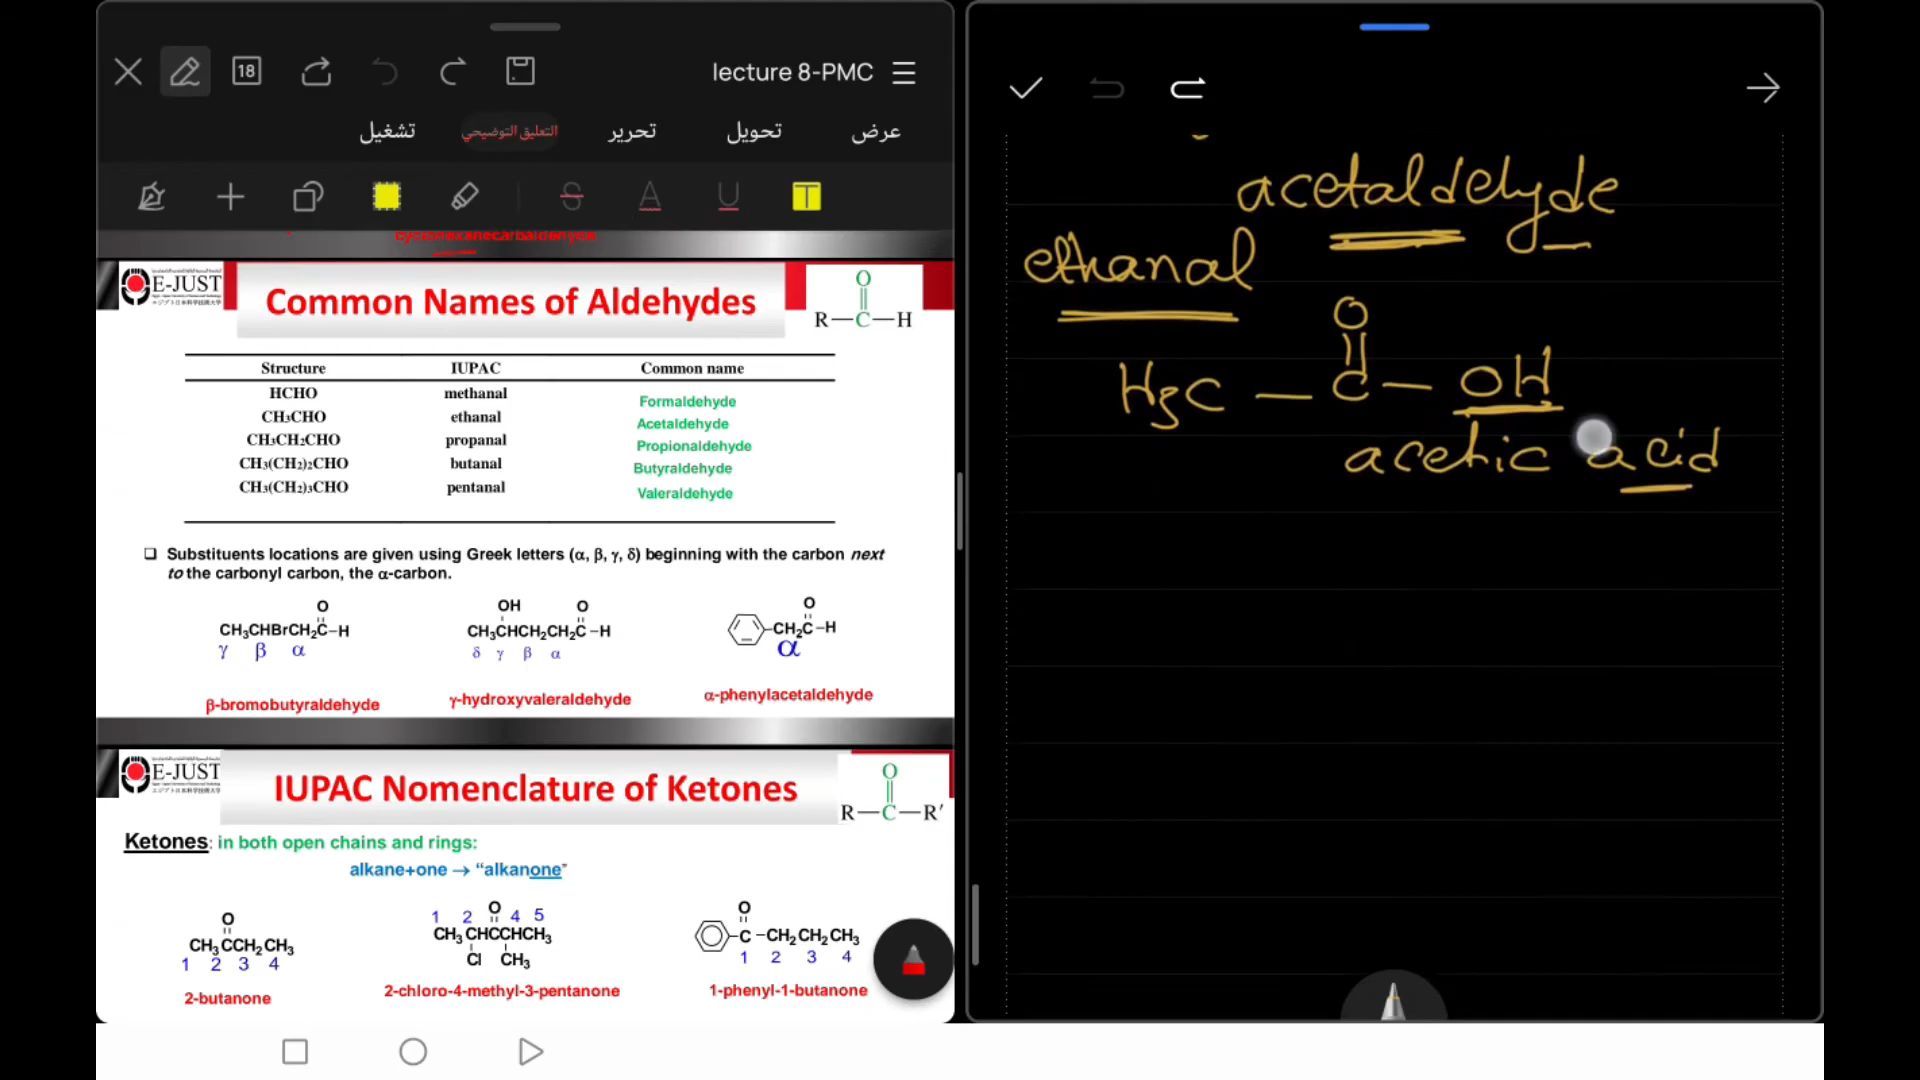 18
lecture 8-PMC
عرض
تحويل
تحرير
التعليق التوضيحي
تشغيل
cyclohexanecarbaldehyde
E-JUST
Common Names of Aldehydes
O
R—C—H
Structure IUPAC Common name
HCHO methanal Formaldehyde
CH₃CHO ethanal Acetaldehyde
CH₃CH₂CHO propanal Propionaldehyde
CH₃(CH₂)₂CHO butanal Butyraldehyde
CH₃(CH₂)₃CHO pentanal Valeraldehyde
❑ Substituents locations are given using Greek letters (α, β, γ, δ) beginning with the carbon next
to the carbonyl carbon, the α-carbon.
O
CH₃CHBrCH₂C–H
γ β α
β-bromobutyraldehyde
OH O
CH₃CHCH₂CH₂C–H
δ γ β α
γ-hydroxyvaleraldehyde
O
–CH₂C–H
α
α-phenylacetaldehyde
E-JUST
IUPAC Nomenclature of Ketones
O
R—C—R′
Ketones: in both open chains and rings:
alkane+one → “alkanone”
O
CH₃CCH₂CH₃
1 2 3 4
2-butanone
1 2 O 4 5
CH₃CHCCHCH₃
Cl CH₃
2-chloro-4-methyl-3-pentanone
O
–C–CH₂CH₂CH₃
1 2 3 4
1-phenyl-1-butanone
acetaldehyde
ethanal
O
H₃C — C — OH
acetic acid